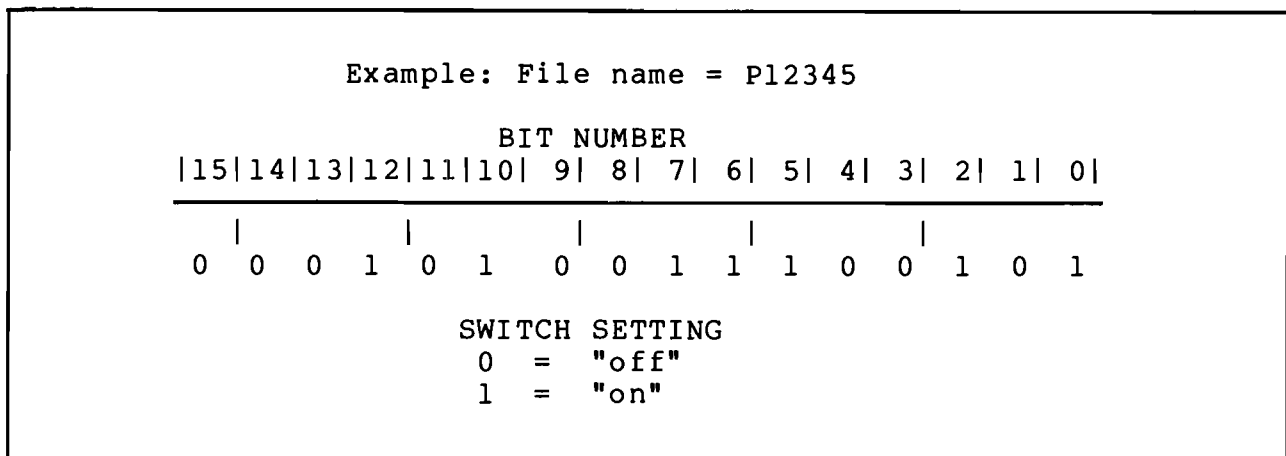 Example: File name = P12345
BIT NUMBER
|15|14|13|12|11|10| 9| 8| 7| 6| 5| 4| 3| 2| 1| 0|
| | | | |
0 0 0 1 0 1 0 0 1 1 1 0 0 1 0 1
SWITCH SETTING
0 = "off"
1 = "on"